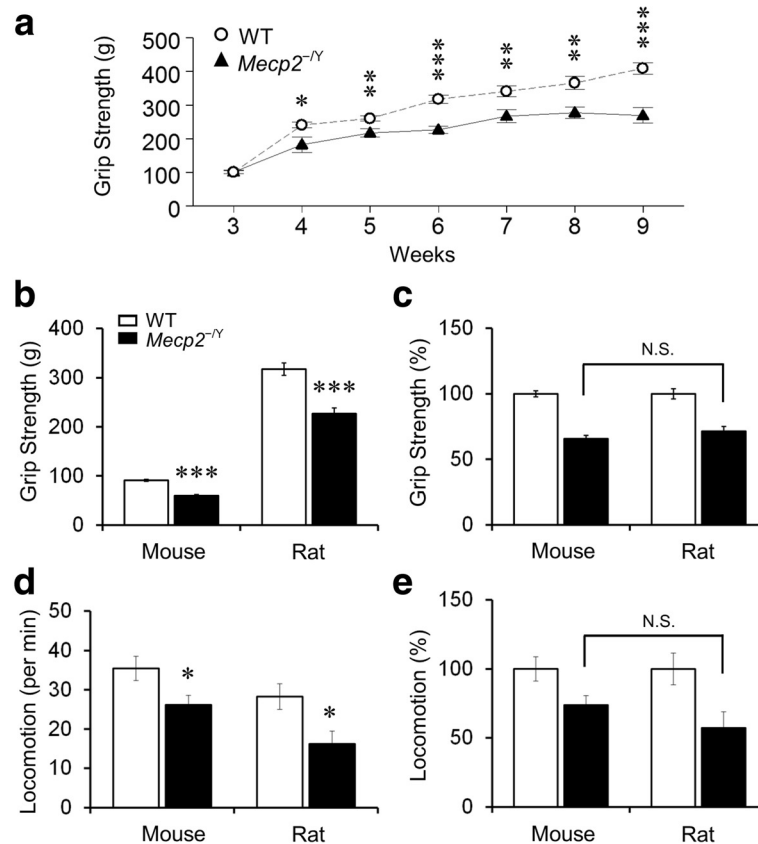 a
WT
Mecp2−/Y
* ** *** ** ** ***
Grip Strength (g)
500
400
300
200
100
0
3 4 5 6 7 8 9
Weeks
b
WT
Mecp2−/Y
Grip Strength (g)
400
300
200
100
0
***
***
Mouse Rat
c
Grip Strength (%)
150
100
50
0
N.S.
Mouse Rat
d
Locomotion (per min)
50
40
30
20
10
0
*
*
Mouse Rat
e
Locomotion (%)
150
100
50
0
N.S.
Mouse Rat